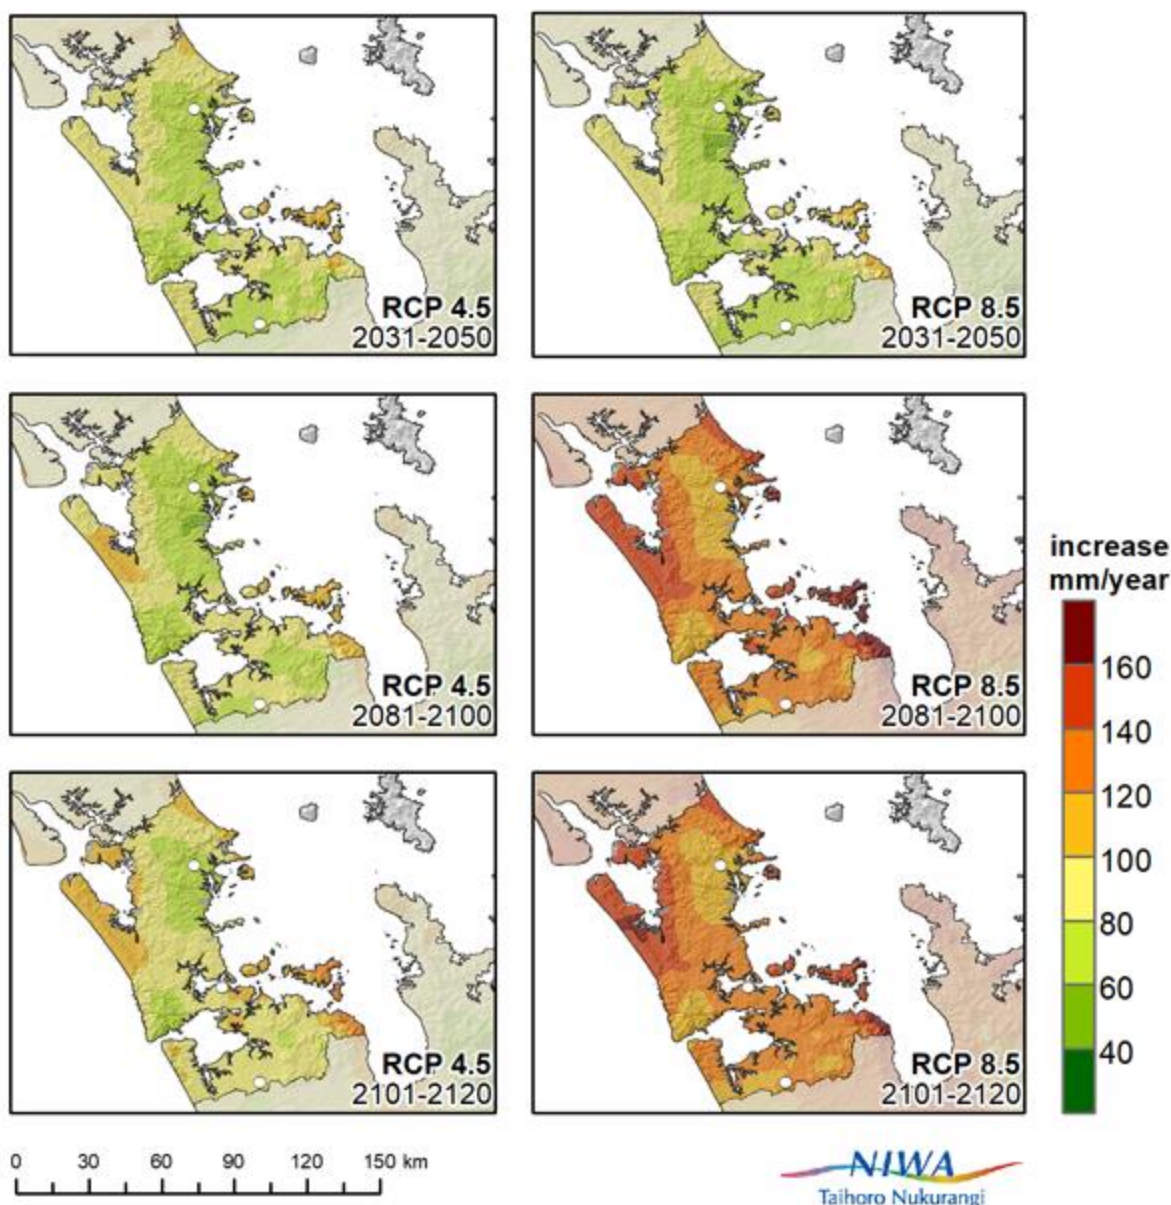 RCP 4.5
2031-2050
RCP 8.5
2031-2050
RCP 4.5
2081-2100
RCP 8.5
2081-2100
increase
mm/year
160
140
120
100
80
60
40
RCP 4.5
2101-2120
RCP 8.5
2101-2120
0 30 60 90 120 150 km
NIWA
Taihoro Nukurangi